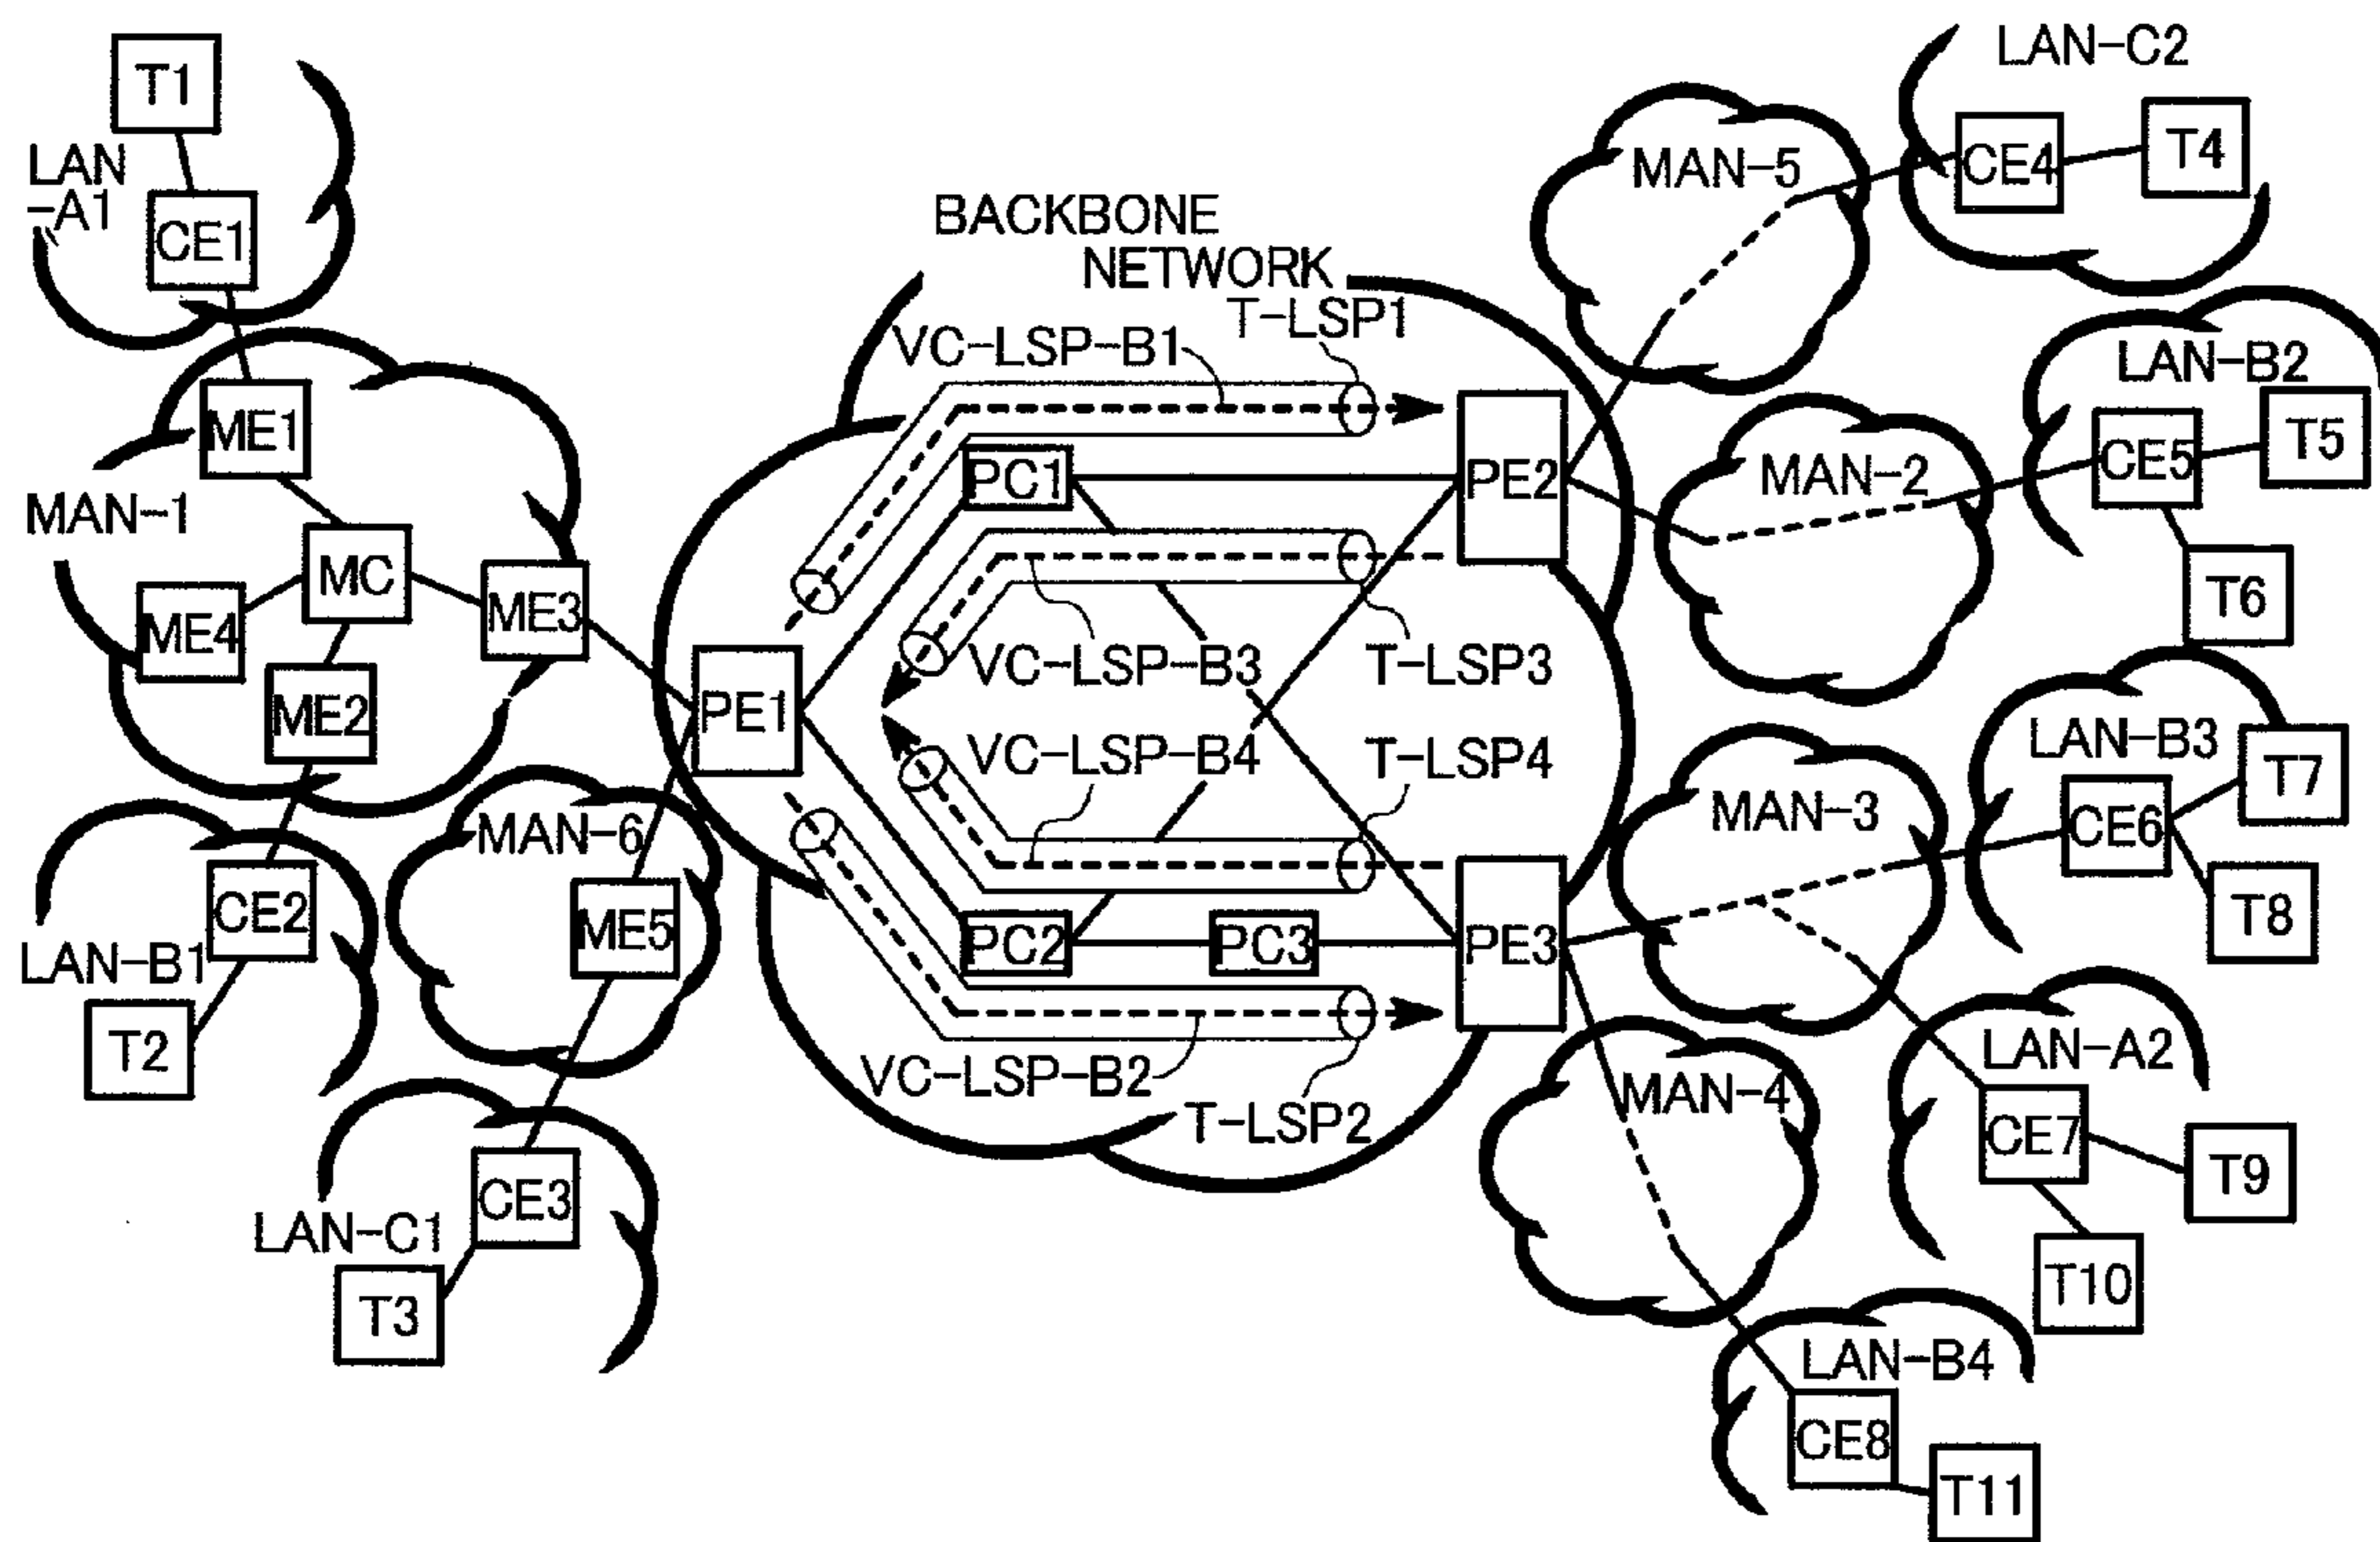 T1
LAN
-A1
CE1
ME1
MAN-1
MC
ME4
ME3
ME2
CE2
LAN-B1
T2
MAN-6
ME5
LAN-C1
CE3
T3
BACKBONE
NETWORK
T-LSP1
VC-LSP-B1
PC1
PE2
VC-LSP-B3
T-LSP3
PE1
VC-LSP-B4
T-LSP4
PC2
PC3
PE3
VC-LSP-B2
T-LSP2
LAN-C2
MAN-5
CE4
T4
LAN-B2
MAN-2
CE5
T5
T6
LAN-B3
MAN-3
CE6
T7
T8
LAN-A2
MAN-4
CE7
T9
T10
LAN-B4
CE8
T11